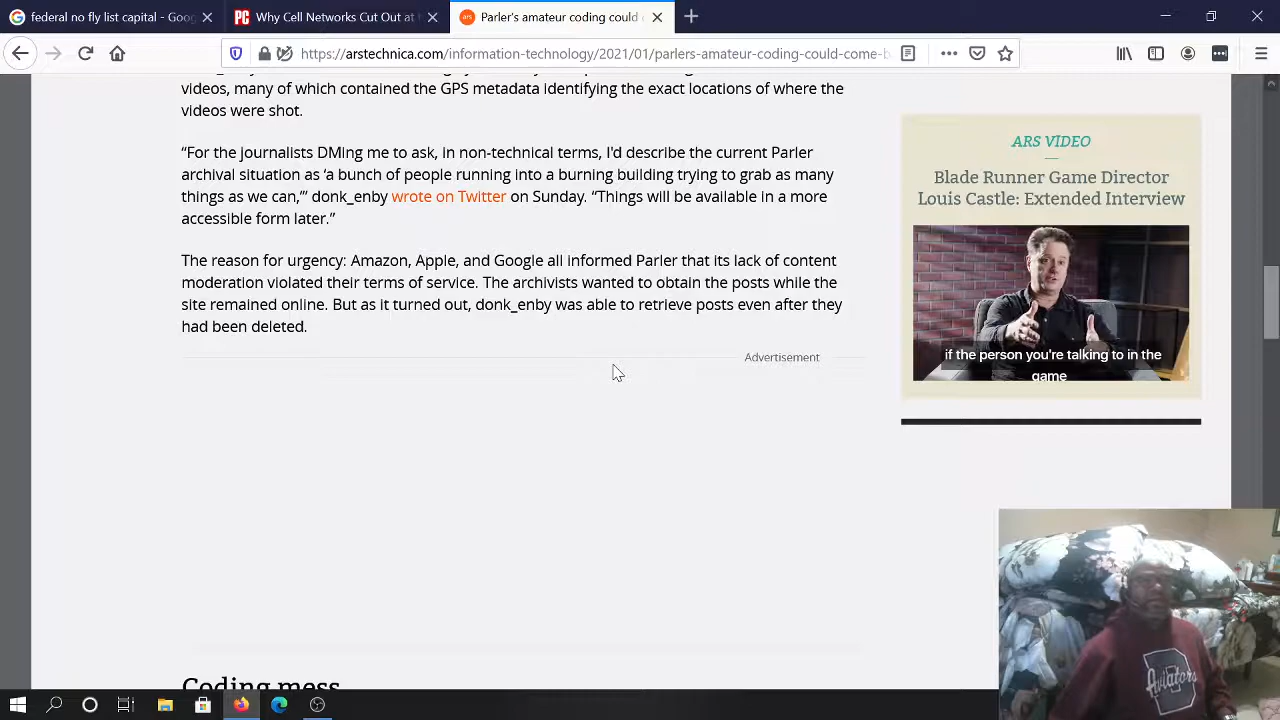 federal no fly list capital - Goog
Why Cell Networks Cut Out at
Parler's amateur coding could
https://arstechnica.com/information-technology/2021/01/parlers-amateur-coding-could-come-b
videos, many of which contained the GPS metadata identifying the exact locations of where the
videos were shot.
“For the journalists DMing me to ask, in non-technical terms, I'd describe the current Parler
archival situation as ‘a bunch of people running into a burning building trying to grab as many
things as we can,’” donk_enby wrote on Twitter on Sunday. “Things will be available in a more
accessible form later.”
The reason for urgency: Amazon, Apple, and Google all informed Parler that its lack of content
moderation violated their terms of service. The archivists wanted to obtain the posts while the
site remained online. But as it turned out, donk_enby was able to retrieve posts even after they
had been deleted.
Advertisement
Coding mess
ARS VIDEO
Blade Runner Game Director
Louis Castle: Extended Interview
if the person you're talking to in the
game
Aviators